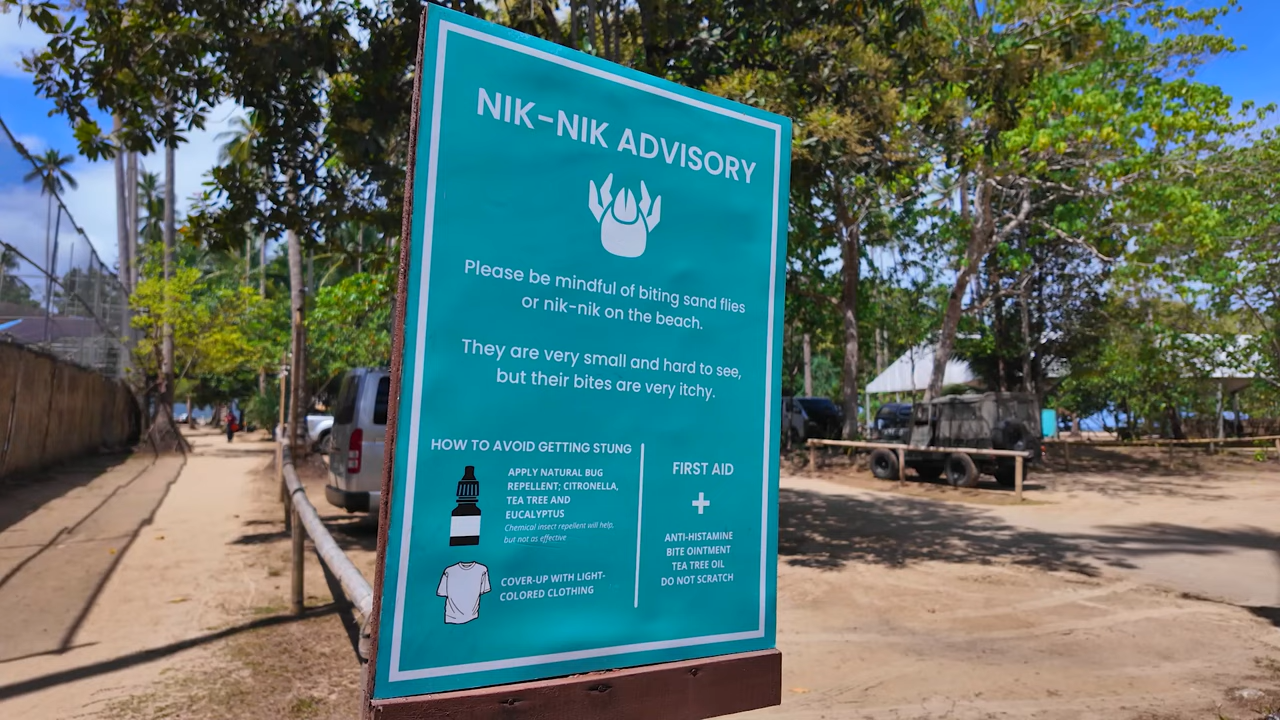 NIK-NIK ADVISORY
Please be mindful of biting sand flies
or nik-nik on the beach.
They are very small and hard to see,
but their bites are very itchy.
HOW TO AVOID GETTING STUNG
APPLY NATURAL BUG
REPELLENT; CITRONELLA,
TEA TREE AND
EUCALYPTUS
Chemical insect repellent will help,
but not as effective
COVER-UP WITH LIGHT-
COLORED CLOTHING
FIRST AID
ANTI-HISTAMINE
BITE OINTMENT
TEA TREE OIL
DO NOT SCRATCH